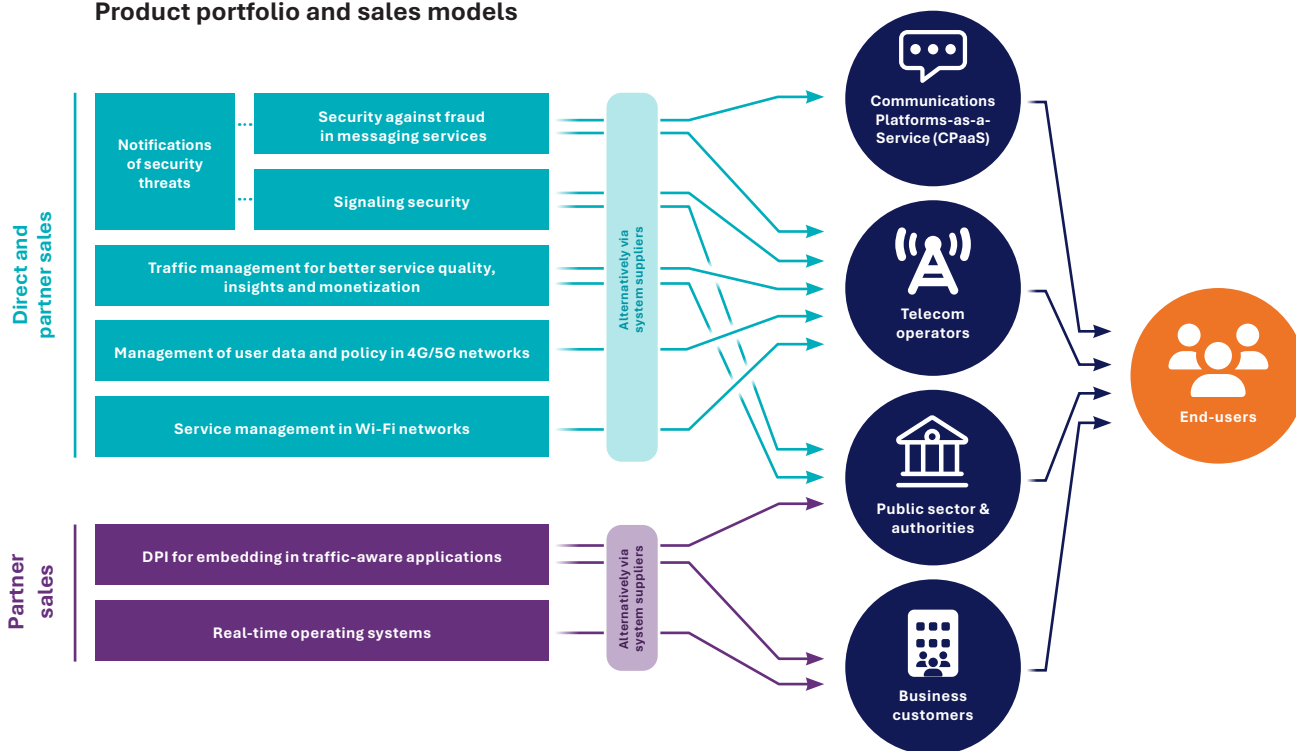 Product portfolio and sales models
Direct and
partner sales
Notifications
of security
threats
Security against fraud
in messaging services
Signaling security
Traffic management for better service quality,
insights and monetization
Management of user data and policy in 4G/5G networks
Service management in Wi-Fi networks
Alternatively via
system suppliers
Partner
sales
DPI for embedding in traffic-aware applications
Real-time operating systems
Alternatively via
system suppliers
Communications
Platforms-as-a-
Service (CPaaS)
Telecom
operators
Public sector &
authorities
Business
customers
End-users